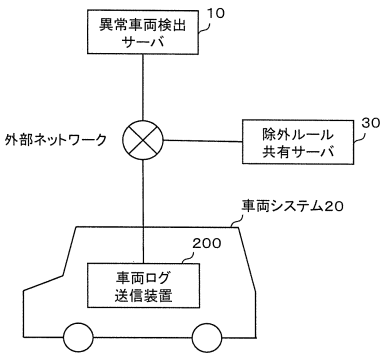 異常車両検出
サーバ
10
外部ネットワーク
除外ルール
共有サーバ
30
車両システム20
200
車両ログ
送信装置